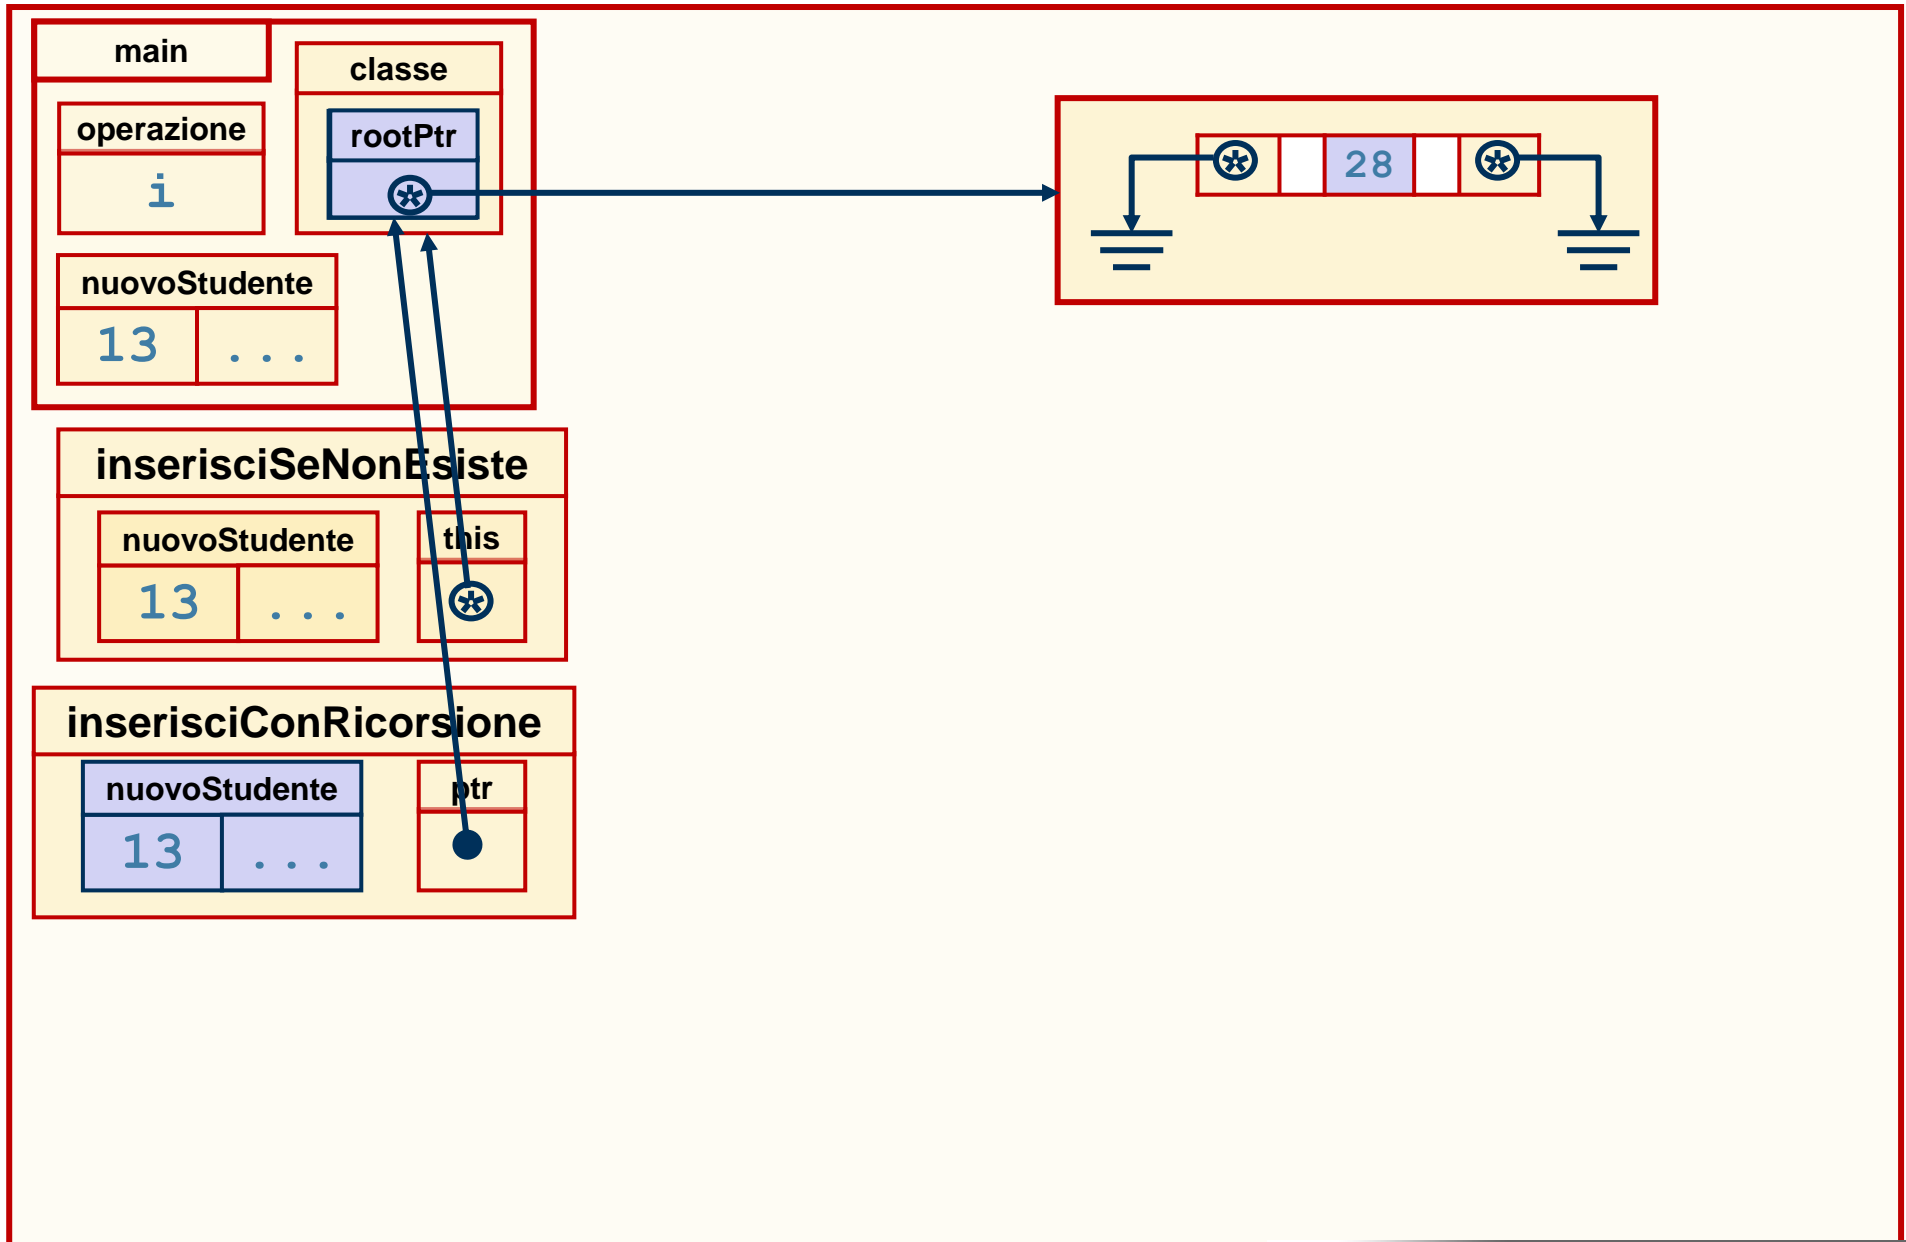 main
classe
operazione
rootPtr
i
28
nuovoStudente
13 ...
inserisciSeNonEsiste
nuovoStudente this
13 ...
inserisciConRicorsione
nuovoStudente ptr
13 ...